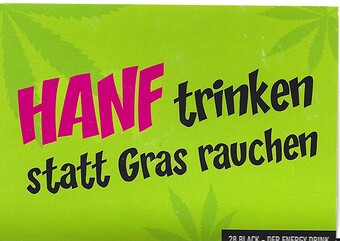 HANF trinken
statt Gras rauchen
28 BLACK - DER ENERGY DRINK